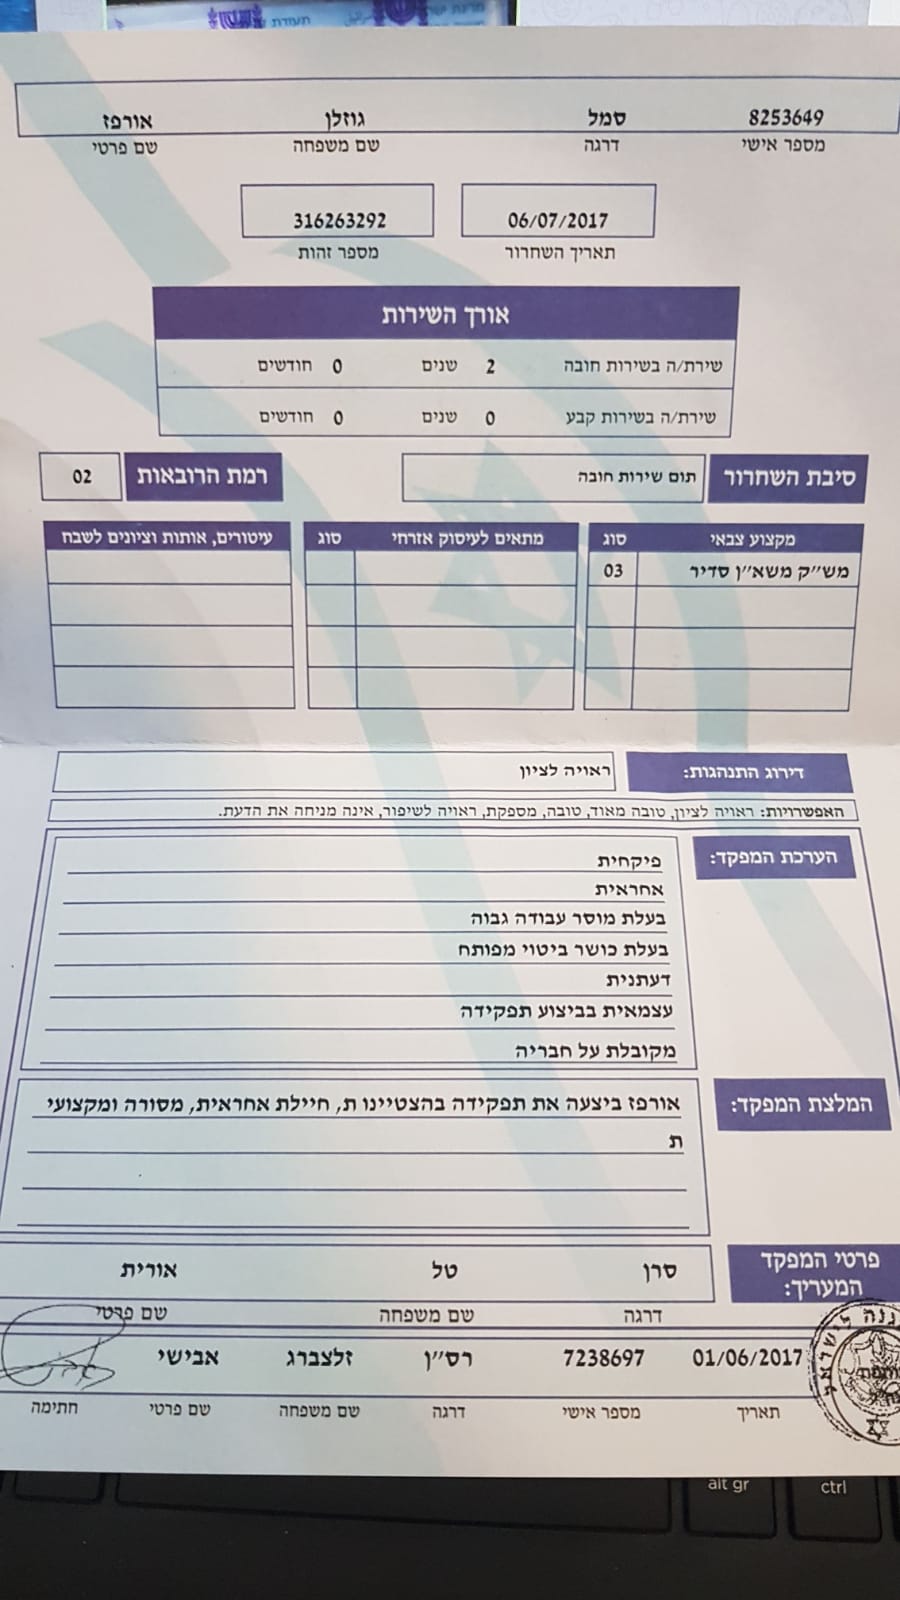 תעודת
מדינת
8253649 סמל גוזלן אורפז
מספר אישי דרגה שם משפחה שם פרטי
06/07/2017 316263292
תאריך השחרור מספר זהות
אורך השירות
שירת/ה בשירות חובה 2 שנים 0 חודשים
שירת/ה בשירות קבע 0 שנים 0 חודשים
סיבת השחרור תום שירות חובה רמת הרובאות 02
מקצוע צבאי סוג מתאים לעיסוק אזרחי סוג עיטורים, אותות וציונים לשבח
מש"ק משא"ן סדיר 03
דירוג התנהגות: ראויה לציון
האפשרויות: ראויה לציון, טובה מאוד, טובה, מספקת, ראויה לשיפור, אינה מניחה את הדעת.
הערכת המפקד: פיקחית
אחראית
בעלת מוסר עבודה גבוה
בעלת כושר ביטוי מפותח
דעתנית
עצמאית בביצוע תפקידה
מקובלת על חבריה
המלצת המפקד: אורפז ביצעה את תפקידה בהצטיינו ת, חיילת אחראית, מסורה ומקצועי
ת
פרטי המפקד
המעריך:
סרן טל אורית
דרגה שם משפחה שם פרטי
01/06/2017 7238697 רס"ן זלצברג אבישי
תאריך מספר אישי דרגה שם משפחה שם פרטי חתימה
alt gr ctrl